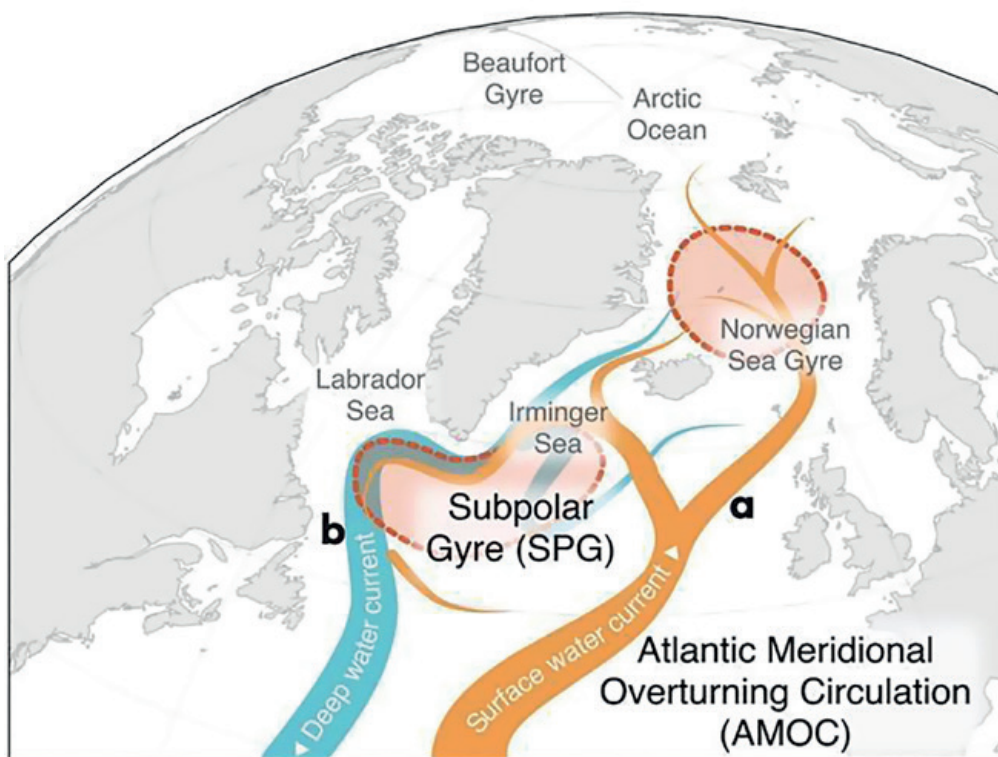 Beaufort
Gyre
Arctic
Ocean
Norwegian
Sea Gyre
Labrador
Sea
Irminger
Sea
Subpolar
Gyre (SPG)
a
b
◀ Deep water current
Surface water current ▶
Atlantic Meridional
Overturning Circulation
(AMOC)